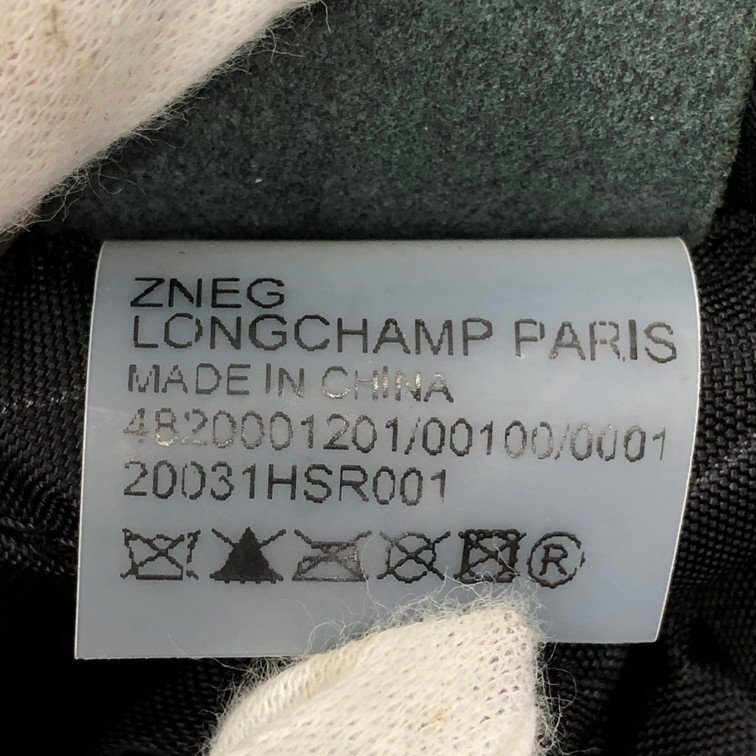 ZNEG
LONGCHAMP PARIS
MADE IN CHINA
4820001201/00100/0001
20031HSR001
®